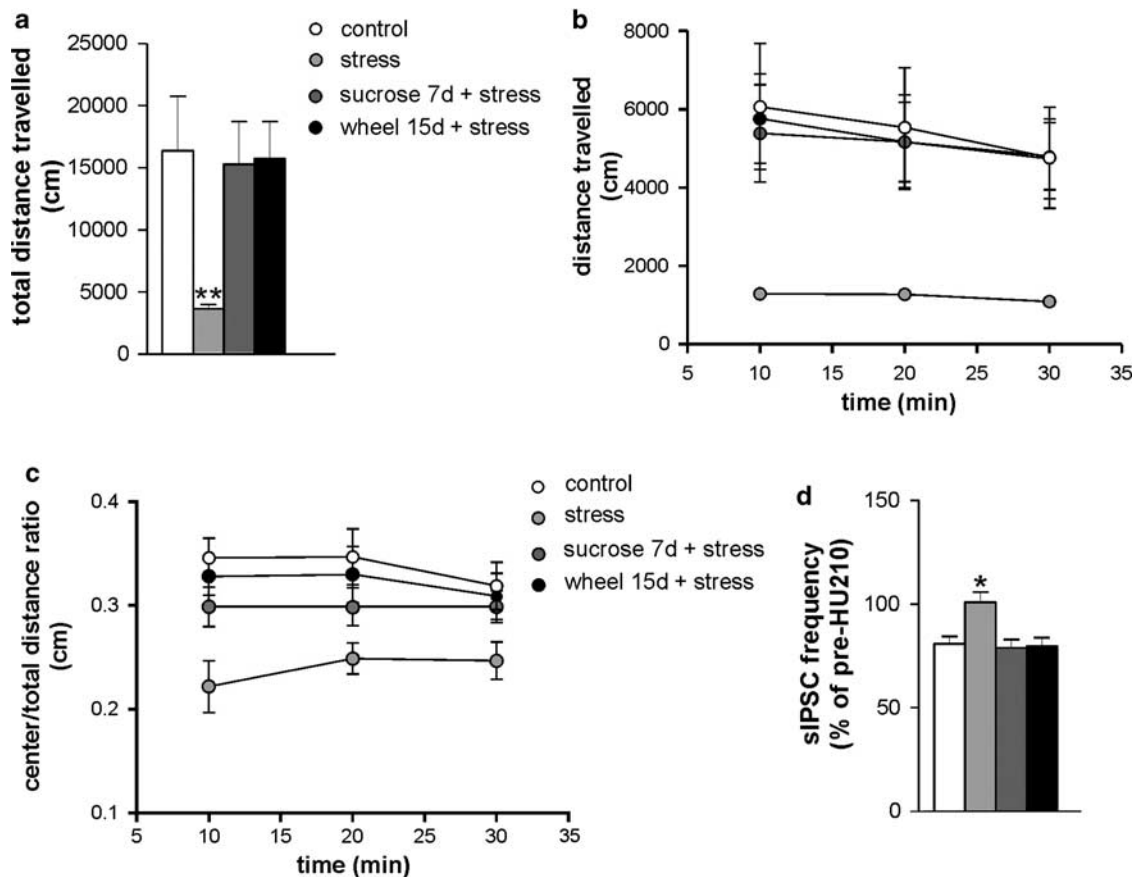 a
control
stress
sucrose 7d + stress
wheel 15d + stress
total distance travelled
(cm)
25000
20000
15000
10000
5000
0
**
b
distance travelled
(cm)
8000
6000
4000
2000
0
5 10 15 20 25 30 35
time (min)
c
center/total distance ratio
(cm)
0.4
0.3
0.2
0.1
5 10 15 20 25 30 35
time (min)
control
stress
sucrose 7d + stress
wheel 15d + stress
d
sIPSC frequency
(% of pre-HU210)
150
100
50
0
*